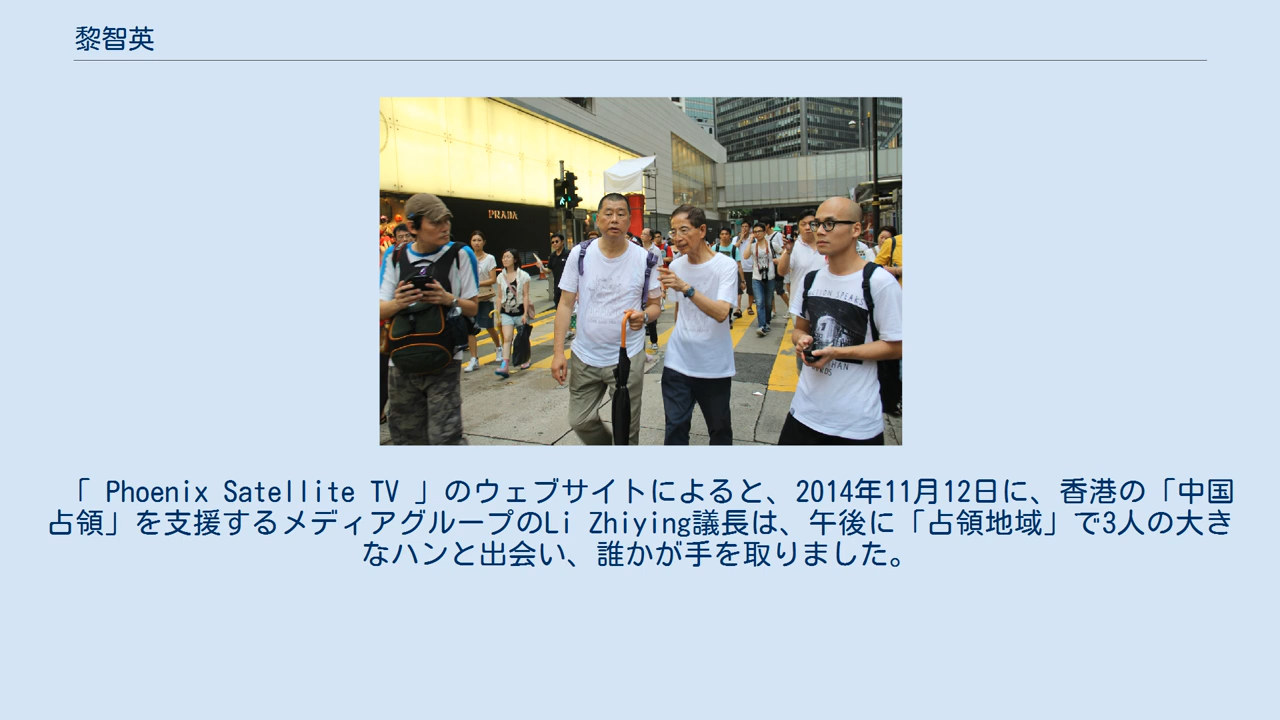 黎智英
PRADA
ACTION SPEAKS
「 Phoenix Satellite TV 」のウェブサイトによると、2014年11月12日に、香港の「中国
占領」を支援するメディアグループのLi Zhiying議長は、午後に「占領地域」で3人の大き
なハンと出会い、誰かが手を取りました。